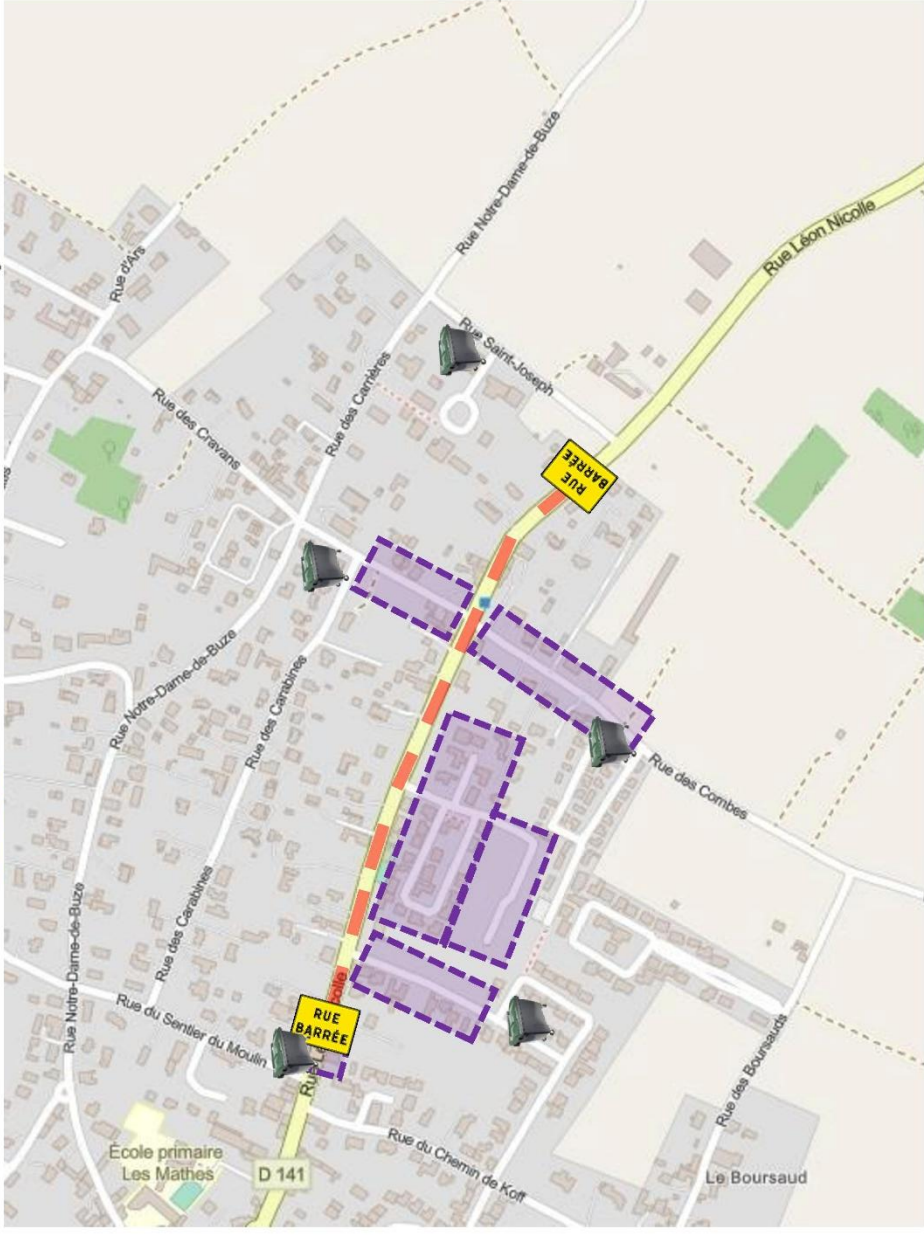 Rue Notre-Dame-de-Buze
Rue Léon Nicolle
Rue d'Ars
Rue Saint-Joseph
Rue des Carrières
Rue des Cravans
RUE
BARRÉE
Rue Notre-Dame-de-Buze
Rue des Carabines
Rue des Combes
Rue des Carabines
Rue Notre-Dame-de-Buze
Rue du Sentier du Moulin
RUE
BARRÉE
Rue des Boursauds
Rue du Chemin de Koff
École primaire
Les Mathes
D 141
Le Boursaud